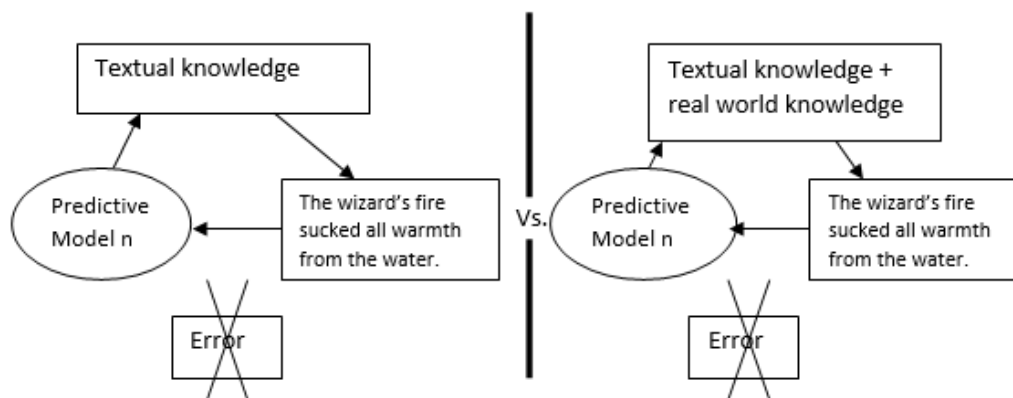 Textual knowledge
Predictive
Model n
The wizard's fire
sucked all warmth
from the water.
Error
Vs.
Textual knowledge +
real world knowledge
Predictive
Model n
The wizard's fire
sucked all warmth
from the water.
Error